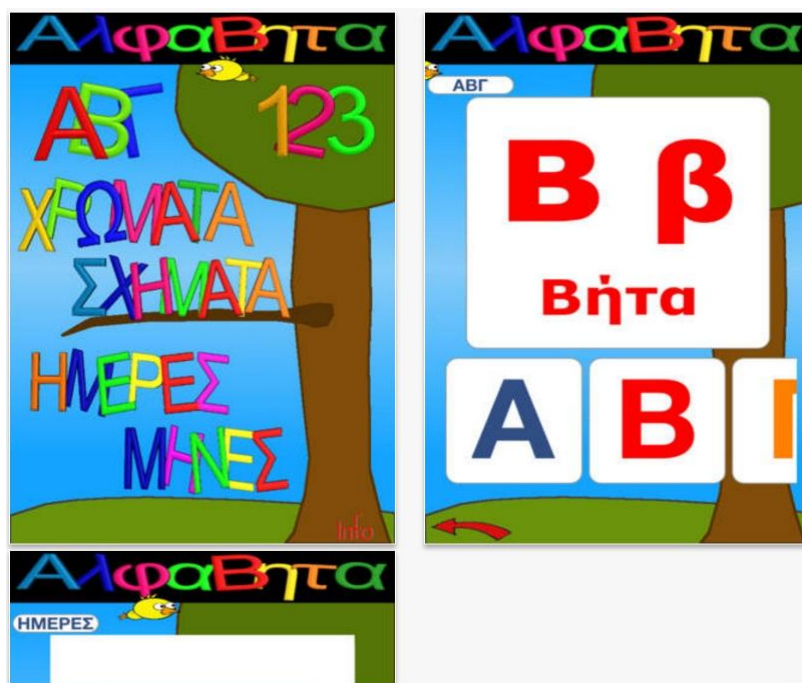 ΑλφαΒητα
ΑΒΓ 123
ΧΡΩΜΑΤΑ
ΣΧΗΜΑΤΑ
ΗΜΕΡΕΣ
ΜΗΝΕΣ
Info
ΑλφαΒητα
ΑΒΓ
Β β
Βήτα
Α Β
ΑλφαΒητα
ΗΜΕΡΕΣ